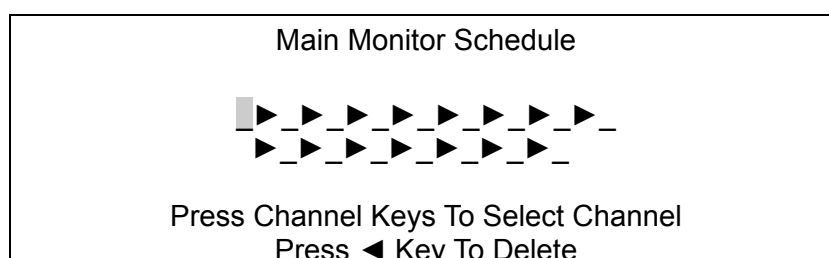 Main Monitor Schedule
_►_►_►_►_►_►_►_►_
►_►_►_►_►_►_►_
Press Channel Keys To Select Channel
Press ◄ Key To Delete